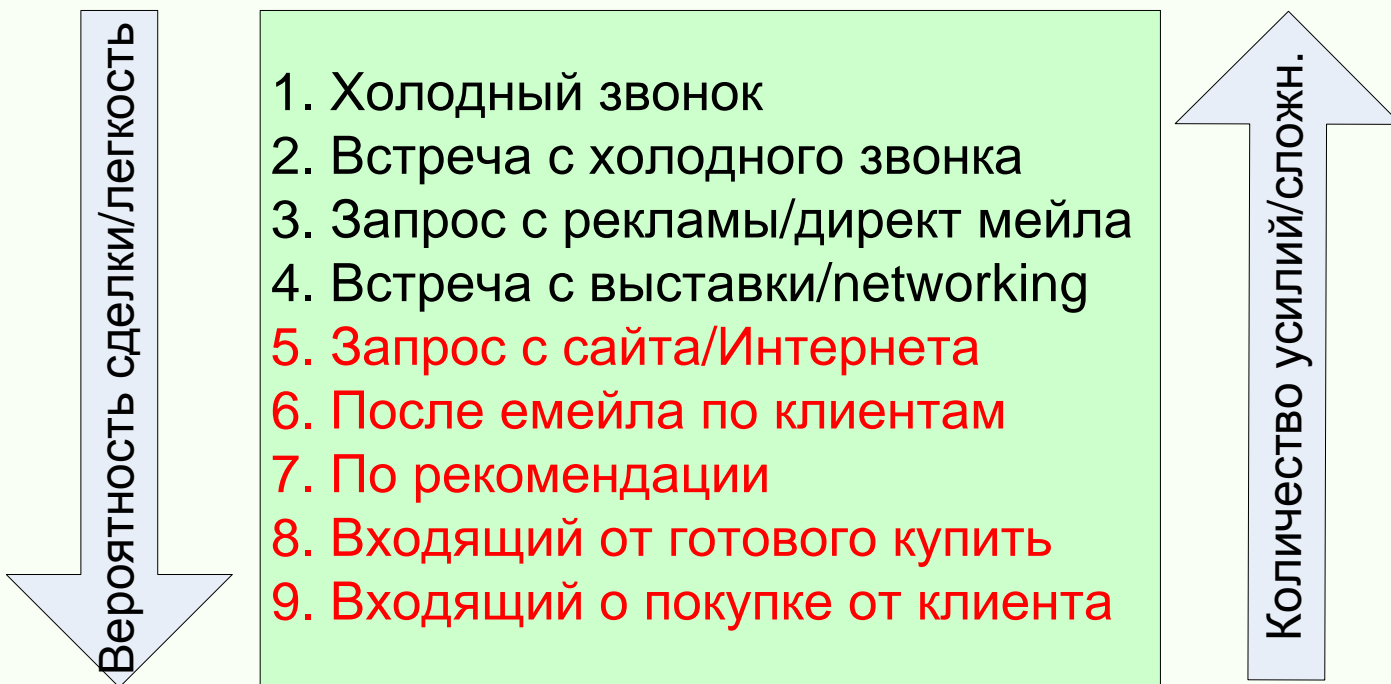 Вероятность сделки/легкость
1. Холодный звонок
2. Встреча с холодного звонка
3. Запрос с рекламы/директ мейла
4. Встреча с выставки/networking
5. Запрос с сайта/Интернета
6. После емейла по клиентам
7. По рекомендации
8. Входящий от готового купить
9. Входящий о покупке от клиента
Количество усилий/сложн.